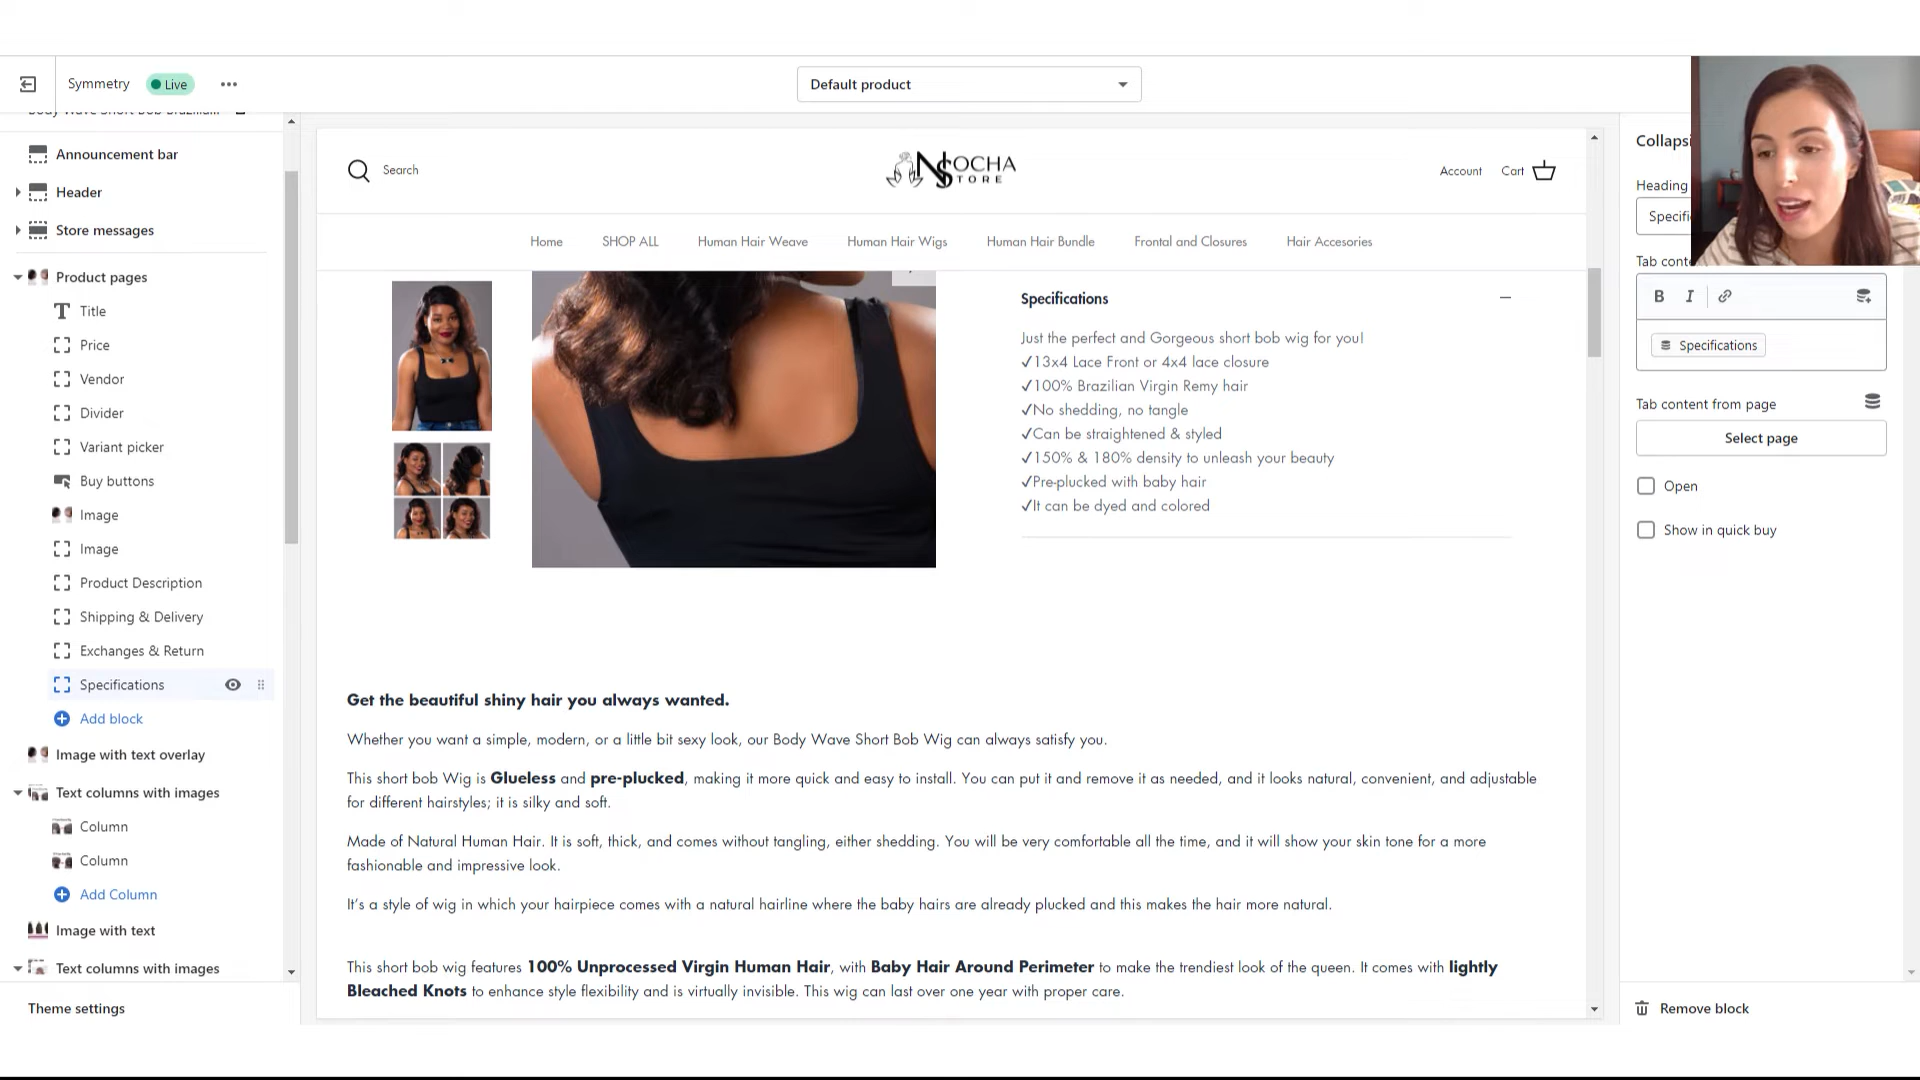 Symmetry
Live
Default product
Announcement bar
Header
Store messages
Product pages
Title
Price
Vendor
Divider
Variant picker
Buy buttons
Image
Image
Product Description
Shipping & Delivery
Exchanges & Return
Specifications
Add block
Image with text overlay
Text columns with images
Column
Column
Add Column
Image with text
Text columns with images
Theme settings
Search
NOCHA
STORE
Account
Cart
Home
SHOP ALL
Human Hair Weave
Human Hair Wigs
Human Hair Bundle
Frontal and Closures
Hair Accesories
Specifications
Just the perfect and Gorgeous short bob wig for you!
✓13x4 Lace Front or 4x4 lace closure
✓100% Brazilian Virgin Remy hair
✓No shedding, no tangle
✓Can be straightened & styled
✓150% & 180% density to unleash your beauty
✓Pre-plucked with baby hair
✓It can be dyed and colored
Get the beautiful shiny hair you always wanted.
Whether you want a simple, modern, or a little bit sexy look, our Body Wave Short Bob Wig can always satisfy you.
This short bob Wig is Glueless and pre-plucked, making it more quick and easy to install. You can put it and remove it as needed, and it looks natural, convenient, and adjustable
for different hairstyles; it is silky and soft.
Made of Natural Human Hair. It is soft, thick, and comes without tangling, either shedding. You will be very comfortable all the time, and it will show your skin tone for a more
fashionable and impressive look.
It's a style of wig in which your hairpiece comes with a natural hairline where the baby hairs are already plucked and this makes the hair more natural.
This short bob wig features 100% Unprocessed Virgin Human Hair, with Baby Hair Around Perimeter to make the trendiest look of the queen. It comes with lightly
Bleached Knots to enhance style flexibility and is virtually invisible. This wig can last over one year with proper care.
Collapsi
Heading
Specifi
Tab conte
B I
Specifications
Tab content from page
Select page
Open
Show in quick buy
Remove block